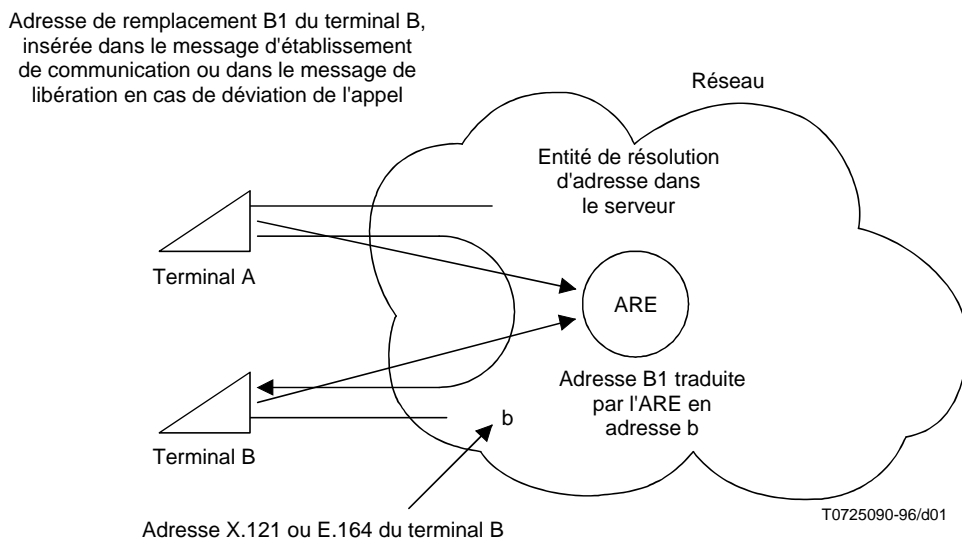 Adresse de remplacement B1 du terminal B,
insérée dans le message d'établissement
de communication ou dans le message de
libération en cas de déviation de l'appel
Réseau
Entité de résolution
d'adresse dans
le serveur
Terminal A
ARE
Adresse B1 traduite
par l'ARE en
adresse b
b
Terminal B
Adresse X.121 ou E.164 du terminal B
T0725090-96/d01